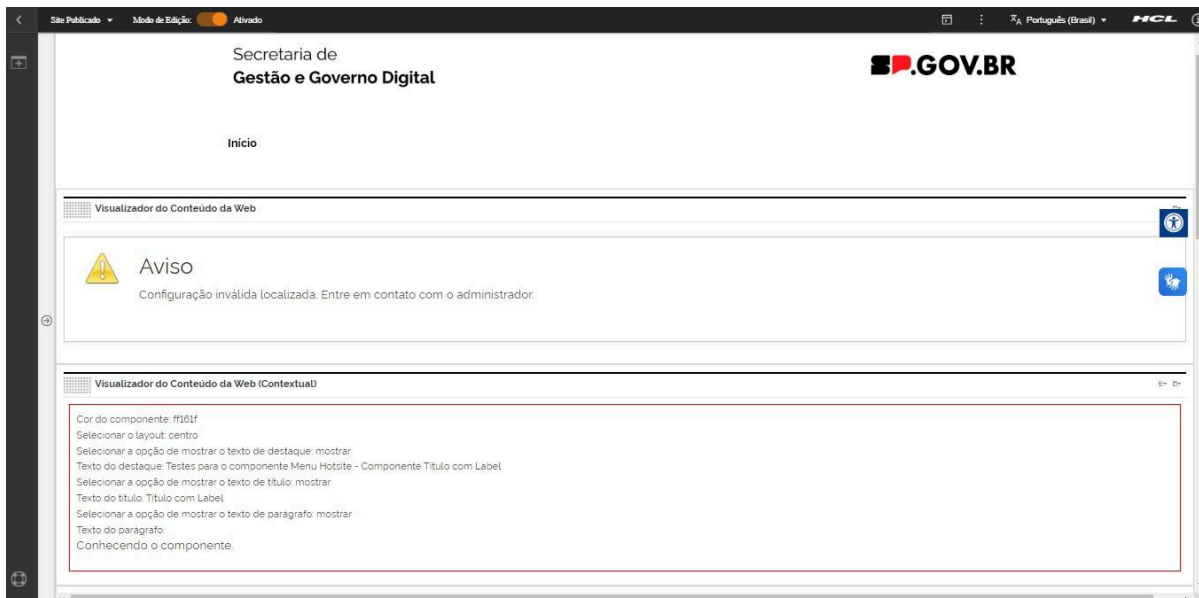 Site Publicado
Modo de Edição:
Ativado
Português (Brasil)
HCL
Secretaria de
Gestão e Governo Digital
SP.GOV.BR
Início
Visualizador do Conteúdo da Web
Aviso
Configuração inválida localizada. Entre em contato com o administrador.
Visualizador do Conteúdo da Web (Contextual)
Cor do componente: ff161f
Selecionar o layout: centro
Selecionar a opção de mostrar o texto de destaque: mostrar
Texto do destaque: Testes para o componente Menu Hotsite - Componente Título com Label
Selecionar a opção de mostrar o texto de título: mostrar
Texto do título: Título com Label
Selecionar a opção de mostrar o texto de parágrafo: mostrar
Texto do parágrafo:
Conhecendo o componente.